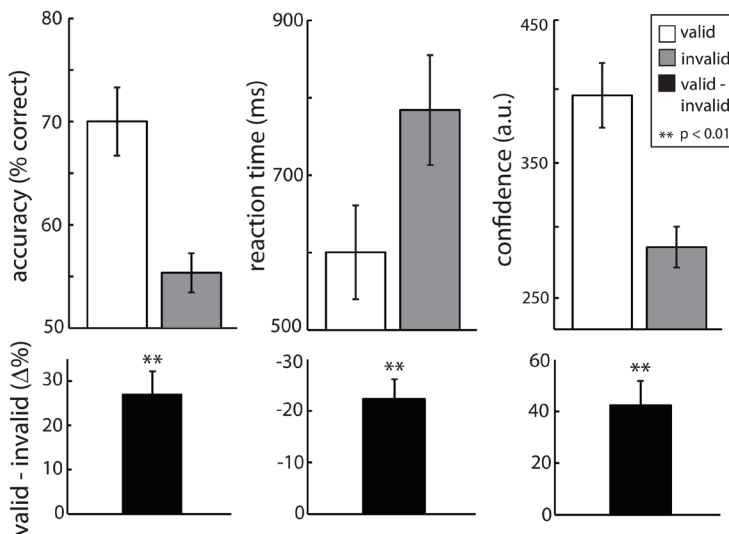 80
70
60
50
accuracy (% correct)
900
700
500
reaction time (ms)
450
350
250
confidence (a.u.)
valid
invalid
valid -
invalid
** p < 0.01
30
20
10
0
valid - invalid (Δ%)
**
-30
-20
-10
0
**
60
40
20
0
**